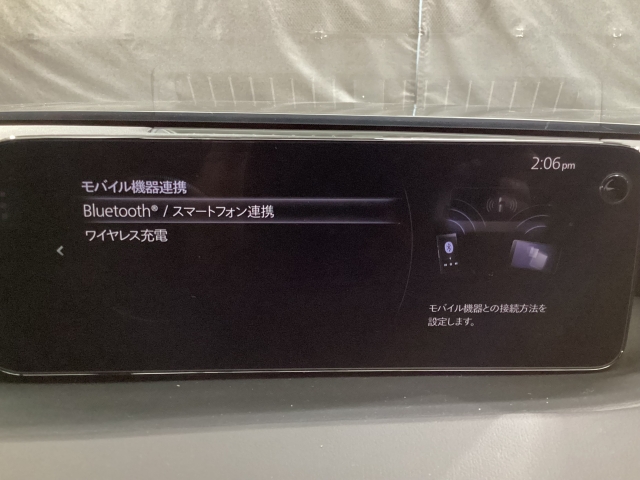 2:06 pm
モバイル機器連携
Bluetooth® / スマートフォン連携
ワイヤレス充電
モバイル機器との接続方法を
設定します。